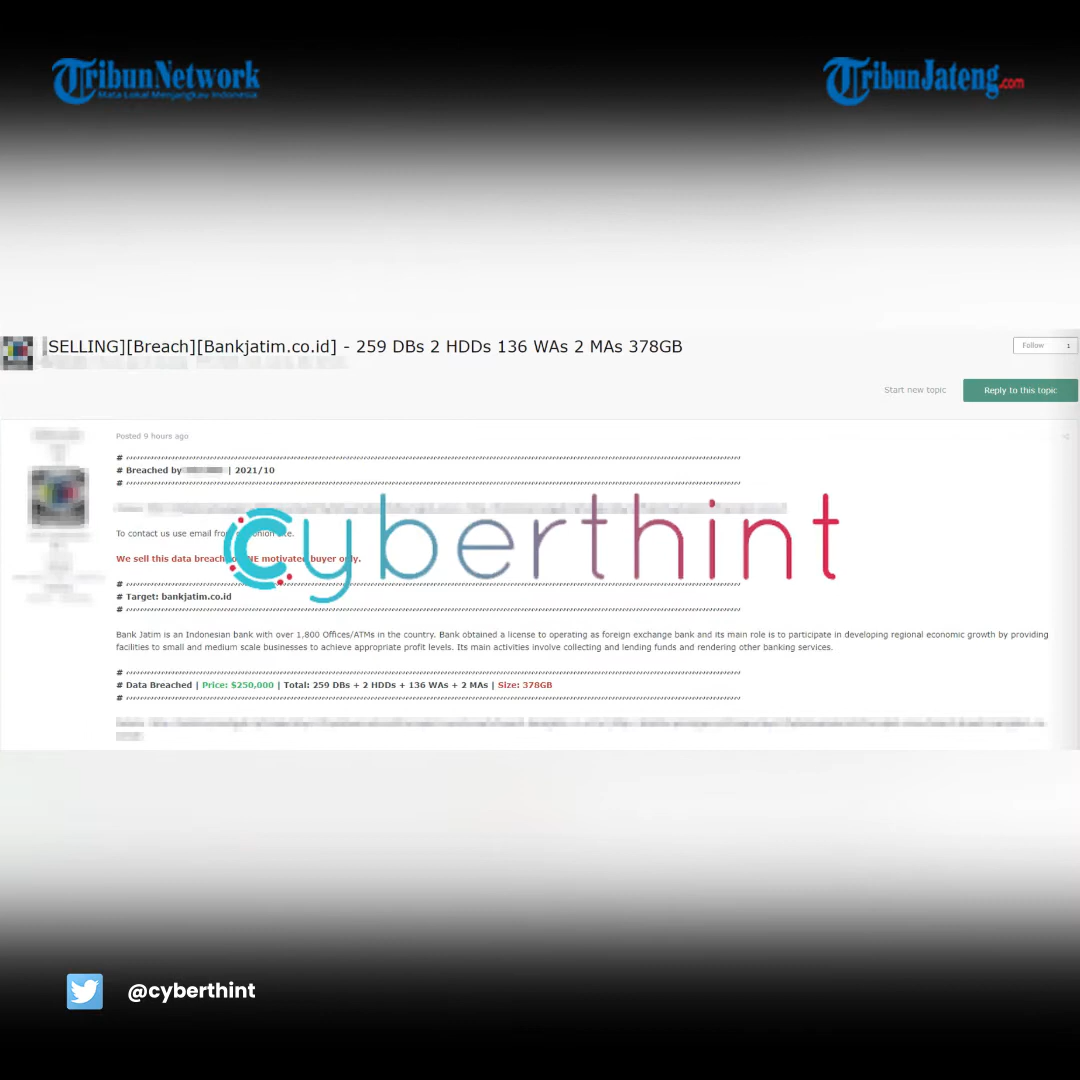 TribunNetwork
Mata Lokal Menjangkau Indonesia
TribunJateng.com
[SELLING][Breach][Bankjatim.co.id] - 259 DBs 2 HDDs 136 WAs 2 MAs 378GB
Follow 1
Start new topic
Reply to this topic
Posted 9 hours ago
# Breached by | 2021/10
#
To contact us use email
We sell this data breach motivated buyer only.
cyberthint
#
# Target: bankjatim.co.id
#
Bank Jatim is an Indonesian bank with over 1,800 Offices/ATMs in the country. Bank obtained a license to operating as foreign exchange bank and its main role is to participate in developing regional economic growth by providing
facilities to small and medium scale businesses to achieve appropriate profit levels. Its main activities involve collecting and lending funds and rendering other banking services.
#
# Data Breached | Price: $250,000 | Total: 259 DBs + 2 HDDs + 136 WAs + 2 MAs | Size: 378GB
#
@cyberthint